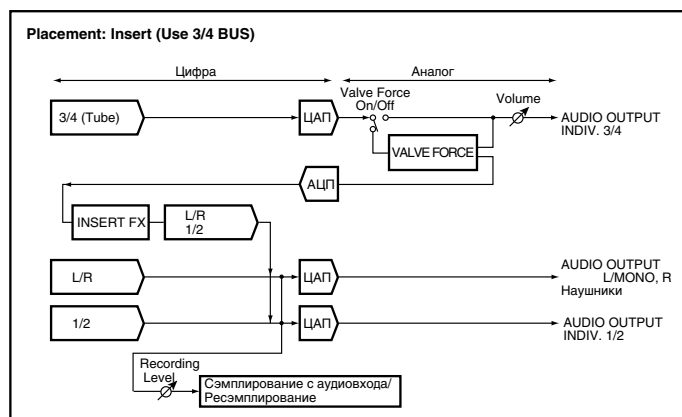 Placement: Insert (Use 3/4 BUS)
Цифра
Аналог
Valve Force
On/Off
Volume
3/4 (Tube)
ЦАП
AUDIO OUTPUT
INDIV. 3/4
VALVE FORCE
АЦП
INSERT FX
L/R
1/2
L/R
ЦАП
AUDIO OUTPUT
L/MONO, R
Наушники
1/2
ЦАП
AUDIO OUTPUT
INDIV. 1/2
Recording
Level
Сэмплирование с аудиовхода/
Ресэмплирование